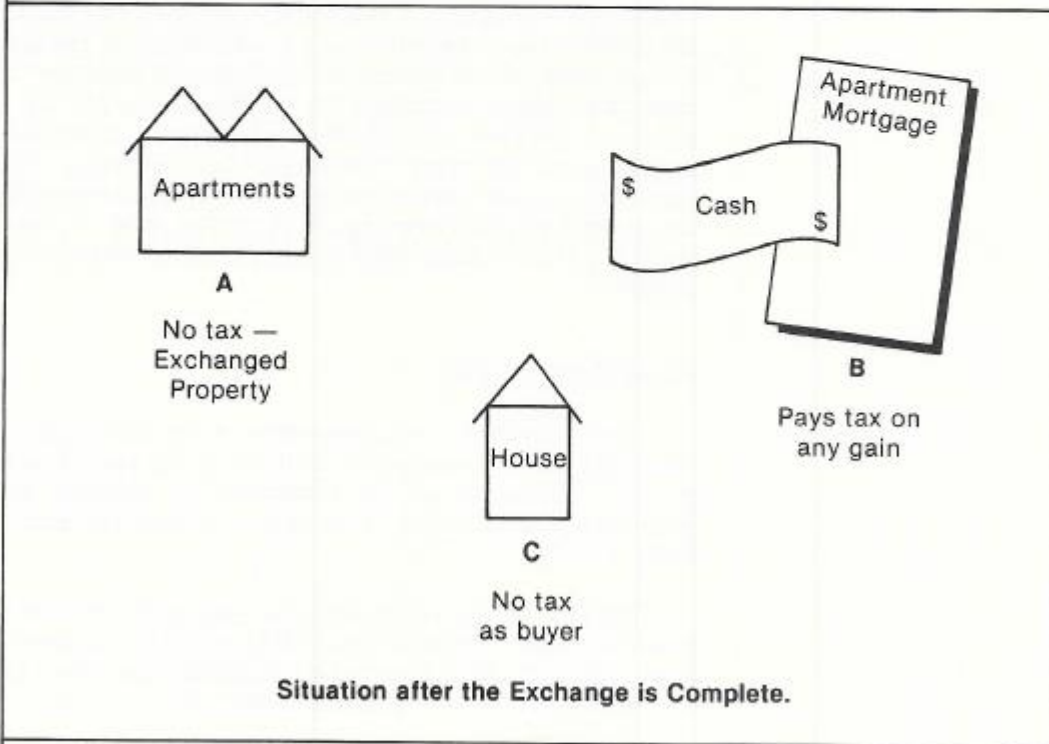 Apartments
A
No tax —
Exchanged
Property
House
C
No tax
as buyer
Apartment
Mortgage
$ Cash $
B
Pays tax on
any gain
Situation after the Exchange is Complete.